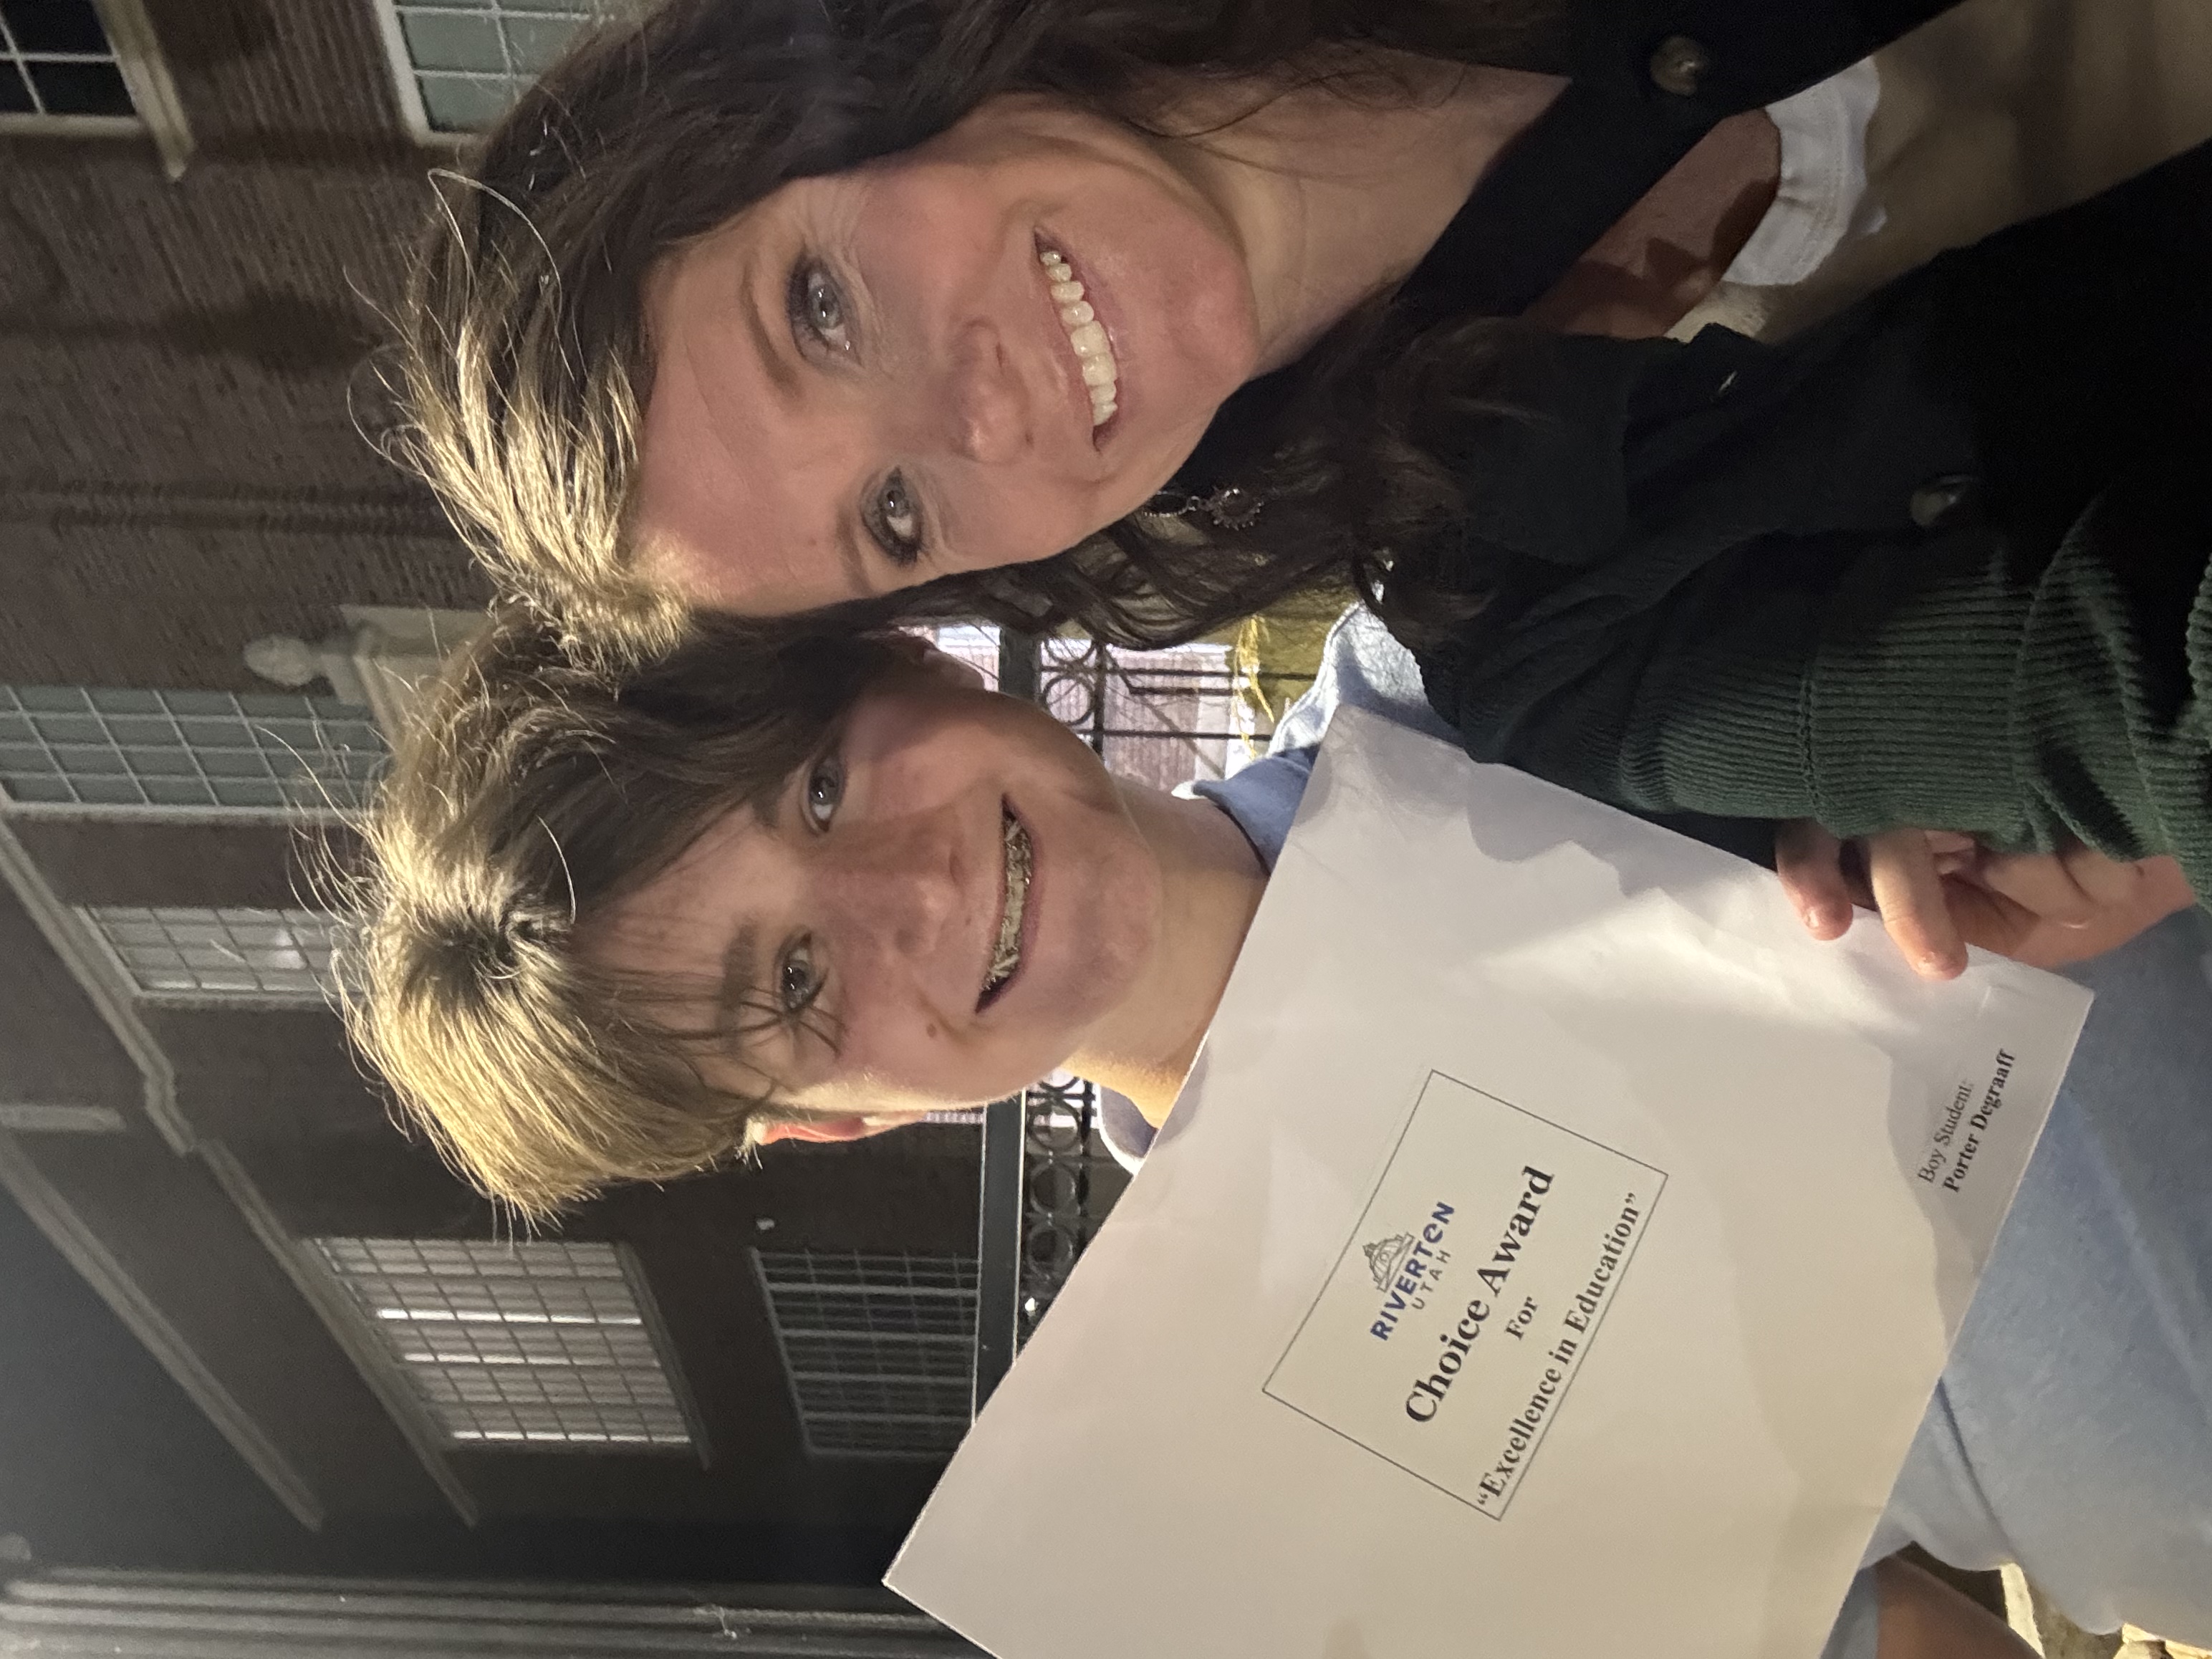 RIVERTON
UTAH
Choice Award
For
“Excellence in Education”
Boy Student:
Porter Degraaff